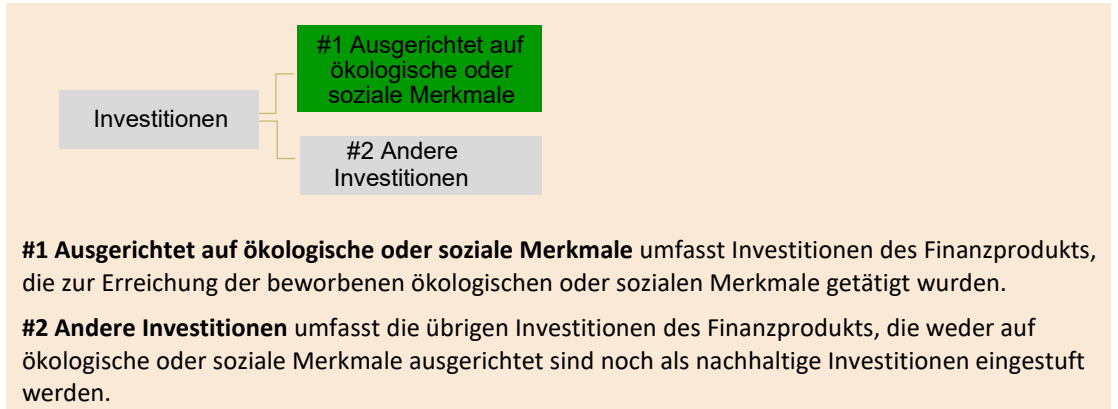 #1 Ausgerichtet auf
ökologische oder
soziale Merkmale
Investitionen
#2 Andere
Investitionen
#1 Ausgerichtet auf ökologische oder soziale Merkmale umfasst Investitionen des Finanzprodukts,
die zur Erreichung der beworbenen ökologischen oder sozialen Merkmale getätigt wurden.
#2 Andere Investitionen umfasst die übrigen Investitionen des Finanzprodukts, die weder auf
ökologische oder soziale Merkmale ausgerichtet sind noch als nachhaltige Investitionen eingestuft
werden.